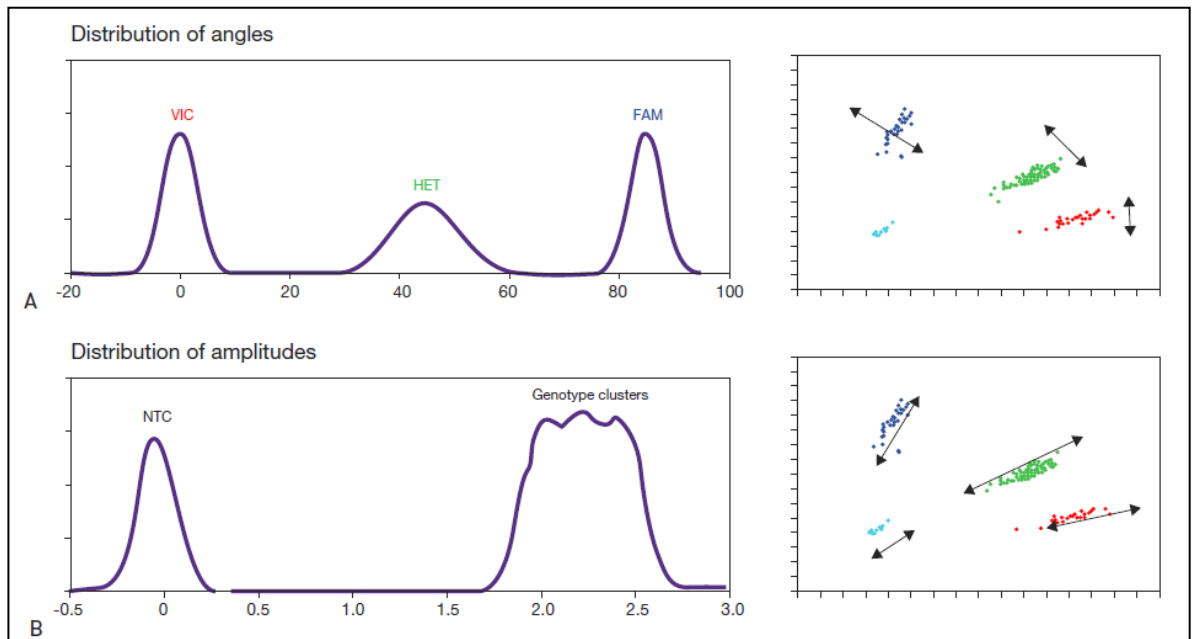 Distribution of angles
VIC
HET
FAM
A
-20 0 20 40 60 80 100
Distribution of amplitudes
NTC
Genotype clusters
B
-0.5 0 0.5 1.0 1.5 2.0 2.5 3.0